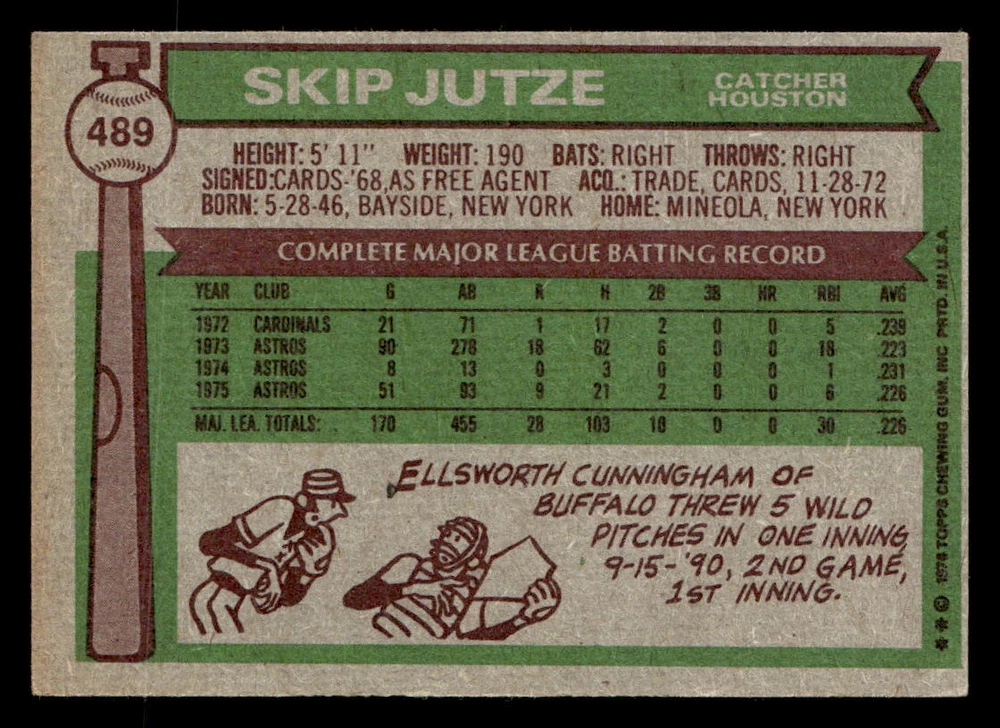 489
SKIP JUTZE
CATCHER
HOUSTON
HEIGHT: 5' 11" WEIGHT: 190 BATS: RIGHT THROWS: RIGHT
SIGNED:CARDS-'68,AS FREE AGENT ACQ.: TRADE, CARDS, 11-28-72
BORN: 5-28-46, BAYSIDE, NEW YORK HOME: MINEOLA, NEW YORK
COMPLETE MAJOR LEAGUE BATTING RECORD
YEAR CLUB G AB R H 2B 3B HR RBI AVG
1972 CARDINALS 21 71 1 17 2 0 0 5 .239
1973 ASTROS 90 278 18 62 6 0 0 18 .223
1974 ASTROS 8 13 0 3 0 0 0 1 .231
1975 ASTROS 51 93 9 21 2 0 0 6 .226
MAJ. LEA. TOTALS: 170 455 28 103 10 0 0 30 .226
ELLSWORTH CUNNINGHAM OF
BUFFALO THREW 5 WILD
PITCHES IN ONE INNING
9-15-'90, 2ND GAME,
1ST INNING.
** © 1976 TOPPS CHEWING GUM, INC PRTD. IN U.S.A.